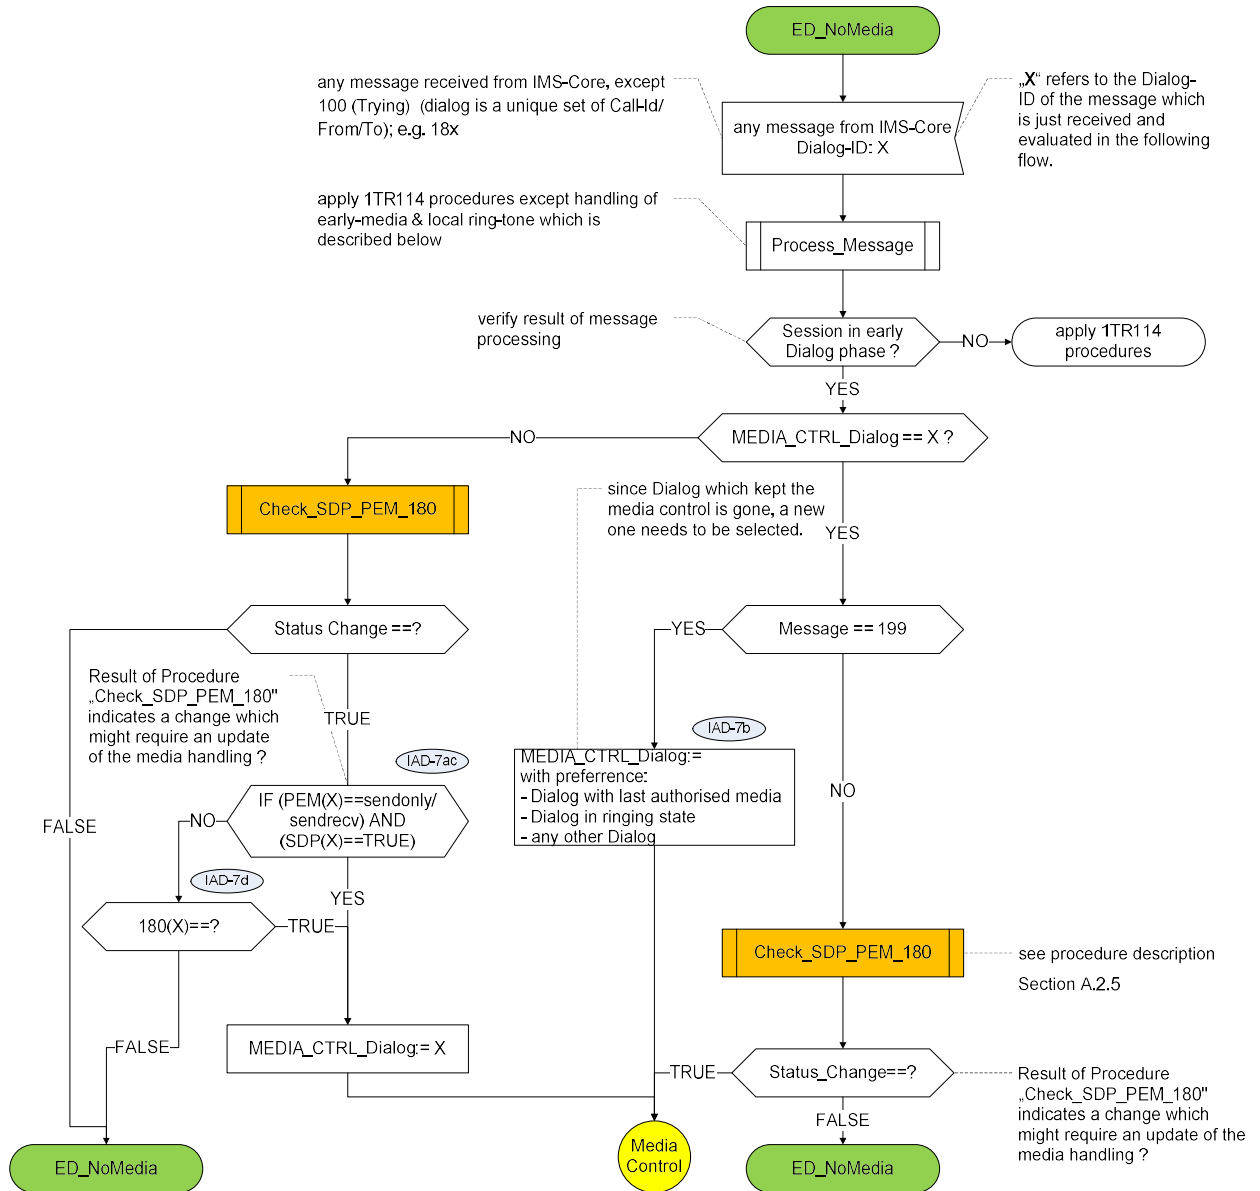 ED_NoMedia
any message received from IMS-Core, except
100 (Trying) (dialog is a unique set of Call-Id/
From/To); e.g. 18x
any message from IMS-Core
Dialog-ID: X
„X“ refers to the Dialog-
ID of the message which
is just received and
evaluated in the following
flow.
apply 1TR114 procedures except handling of
early-media & local ring-tone which is
described below
Process_Message
verify result of message
processing
Session in early
Dialog phase ?
NO
apply 1TR114
procedures
YES
MEDIA_CTRL_Dialog == X ?
NO
Check_SDP_PEM_180
since Dialog which kept the
media control is gone, a new
one needs to be selected.
YES
Status Change ==?
YES
Message == 199
Result of Procedure
„Check_SDP_PEM_180"
indicates a change which
might require an update
of the media handling ?
TRUE
IAD-7b
IAD-7ac
MEDIA_CTRL_Dialog:=
with preferrence:
- Dialog with last authorised media
- Dialog in ringing state
- any other Dialog
NO
IF (PEM(X)==sendonly/
sendrecv) AND
(SDP(X)==TRUE)
NO
FALSE
IAD-7d
YES
180(X)==?
TRUE
Check_SDP_PEM_180
see procedure description
Section A.2.5
FALSE
MEDIA_CTRL_Dialog:= X
TRUE
Status_Change==?
Result of Procedure
„Check_SDP_PEM_180"
indicates a change which
might require an update of the
media handling ?
FALSE
ED_NoMedia
Media
Control
ED_NoMedia